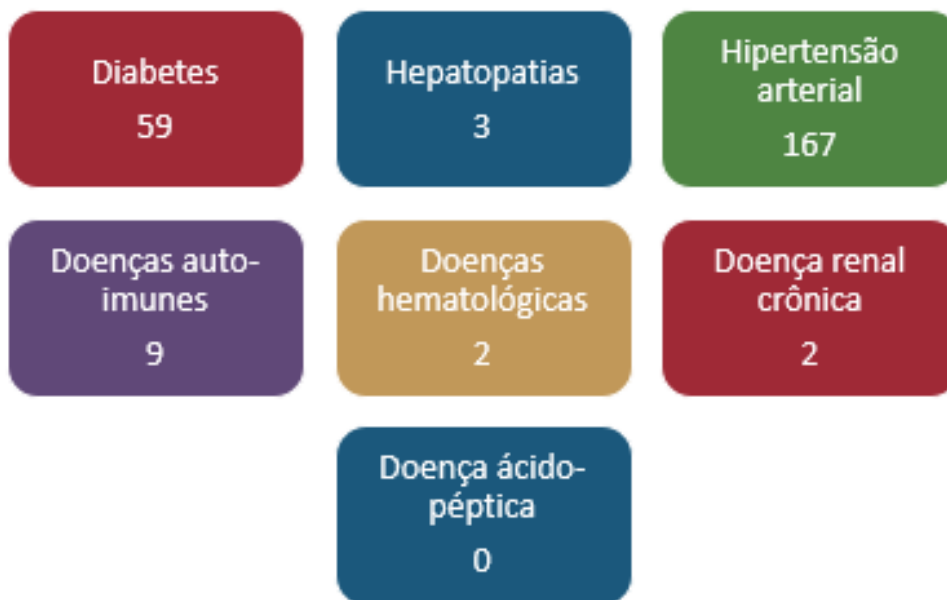 Diabetes
59
Hepatopatias
3
Hipertensão
arterial
167
Doenças auto-
imunes
9
Doenças
hematológicas
2
Doença renal
crônica
2
Doença ácido-
péptica
0